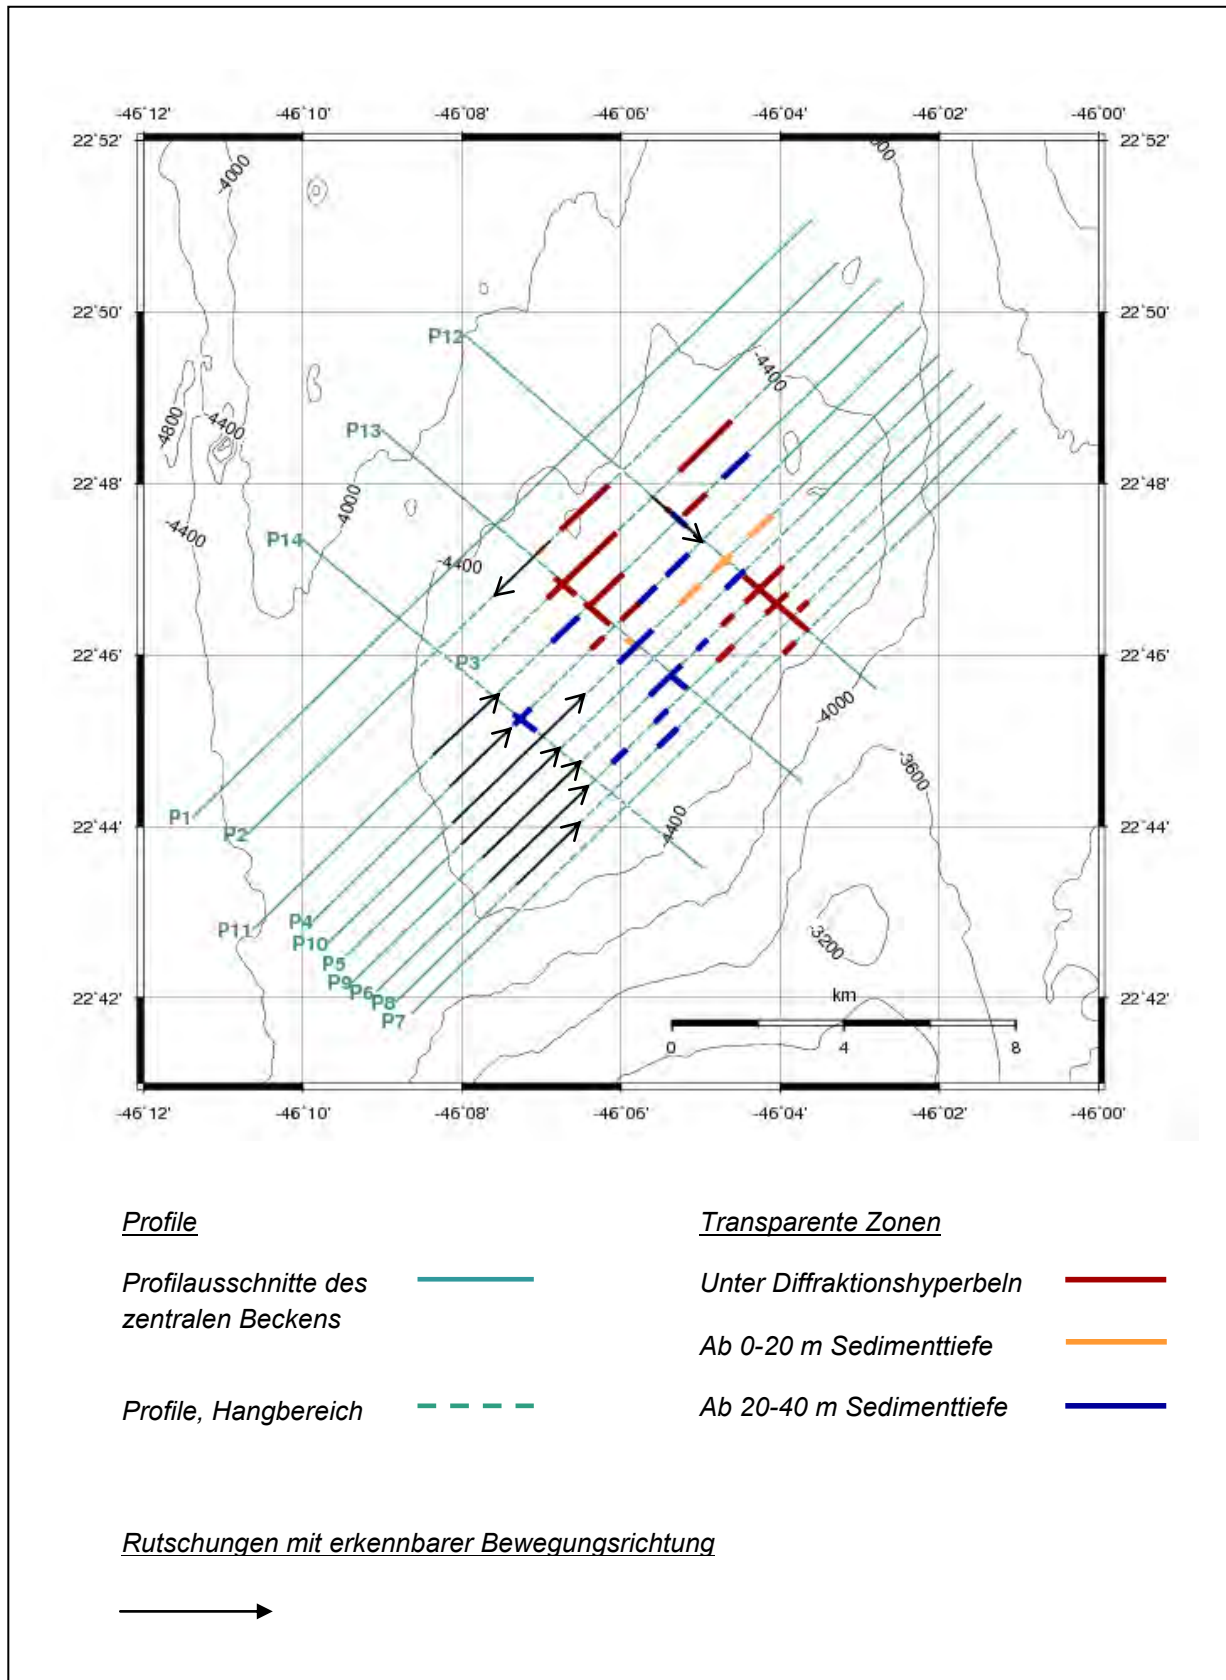 -46°12' -46°10' -46°08' -46°06' -46°04' -46°02' -46°00'
22°52' 22°52'
-4000
P12
22°50' 22°50'
-4400
-4800
-4400
P13
22°48' 22°48'
-4000
-4400
P14
-4400
22°46' P3 22°46'
-4000
-3600
22°44' P1 P2 -4400 22°44'
P11 P4
P10
P5
-3200
P9
P6
22°42' P8 22°42'
P7
km
0 4 8
-46°12' -46°10' -46°08' -46°06' -46°04' -46°02' -46°00'
Profile
Profilausschnitte des
zentralen Beckens
Profile, Hangbereich
Transparente Zonen
Unter Diffraktionshyperbeln
Ab 0-20 m Sedimenttiefe
Ab 20-40 m Sedimenttiefe
Rutschungen mit erkennbarer Bewegungsrichtung